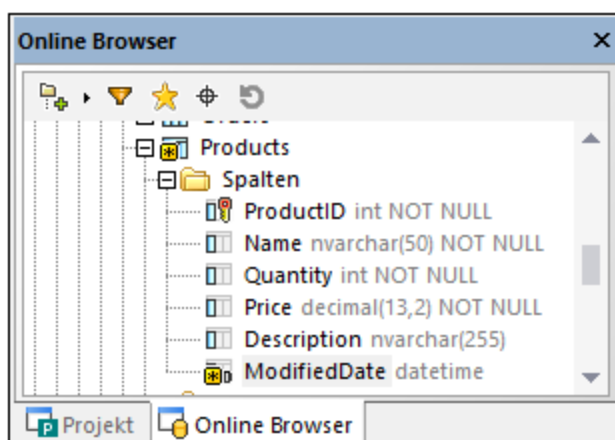 Online Browser
Products
Spalten
ProductID int NOT NULL
Name nvarchar(50) NOT NULL
Quantity int NOT NULL
Price decimal(13,2) NOT NULL
Description nvarchar(255)
ModifiedDate datetime
Projekt
Online Browser